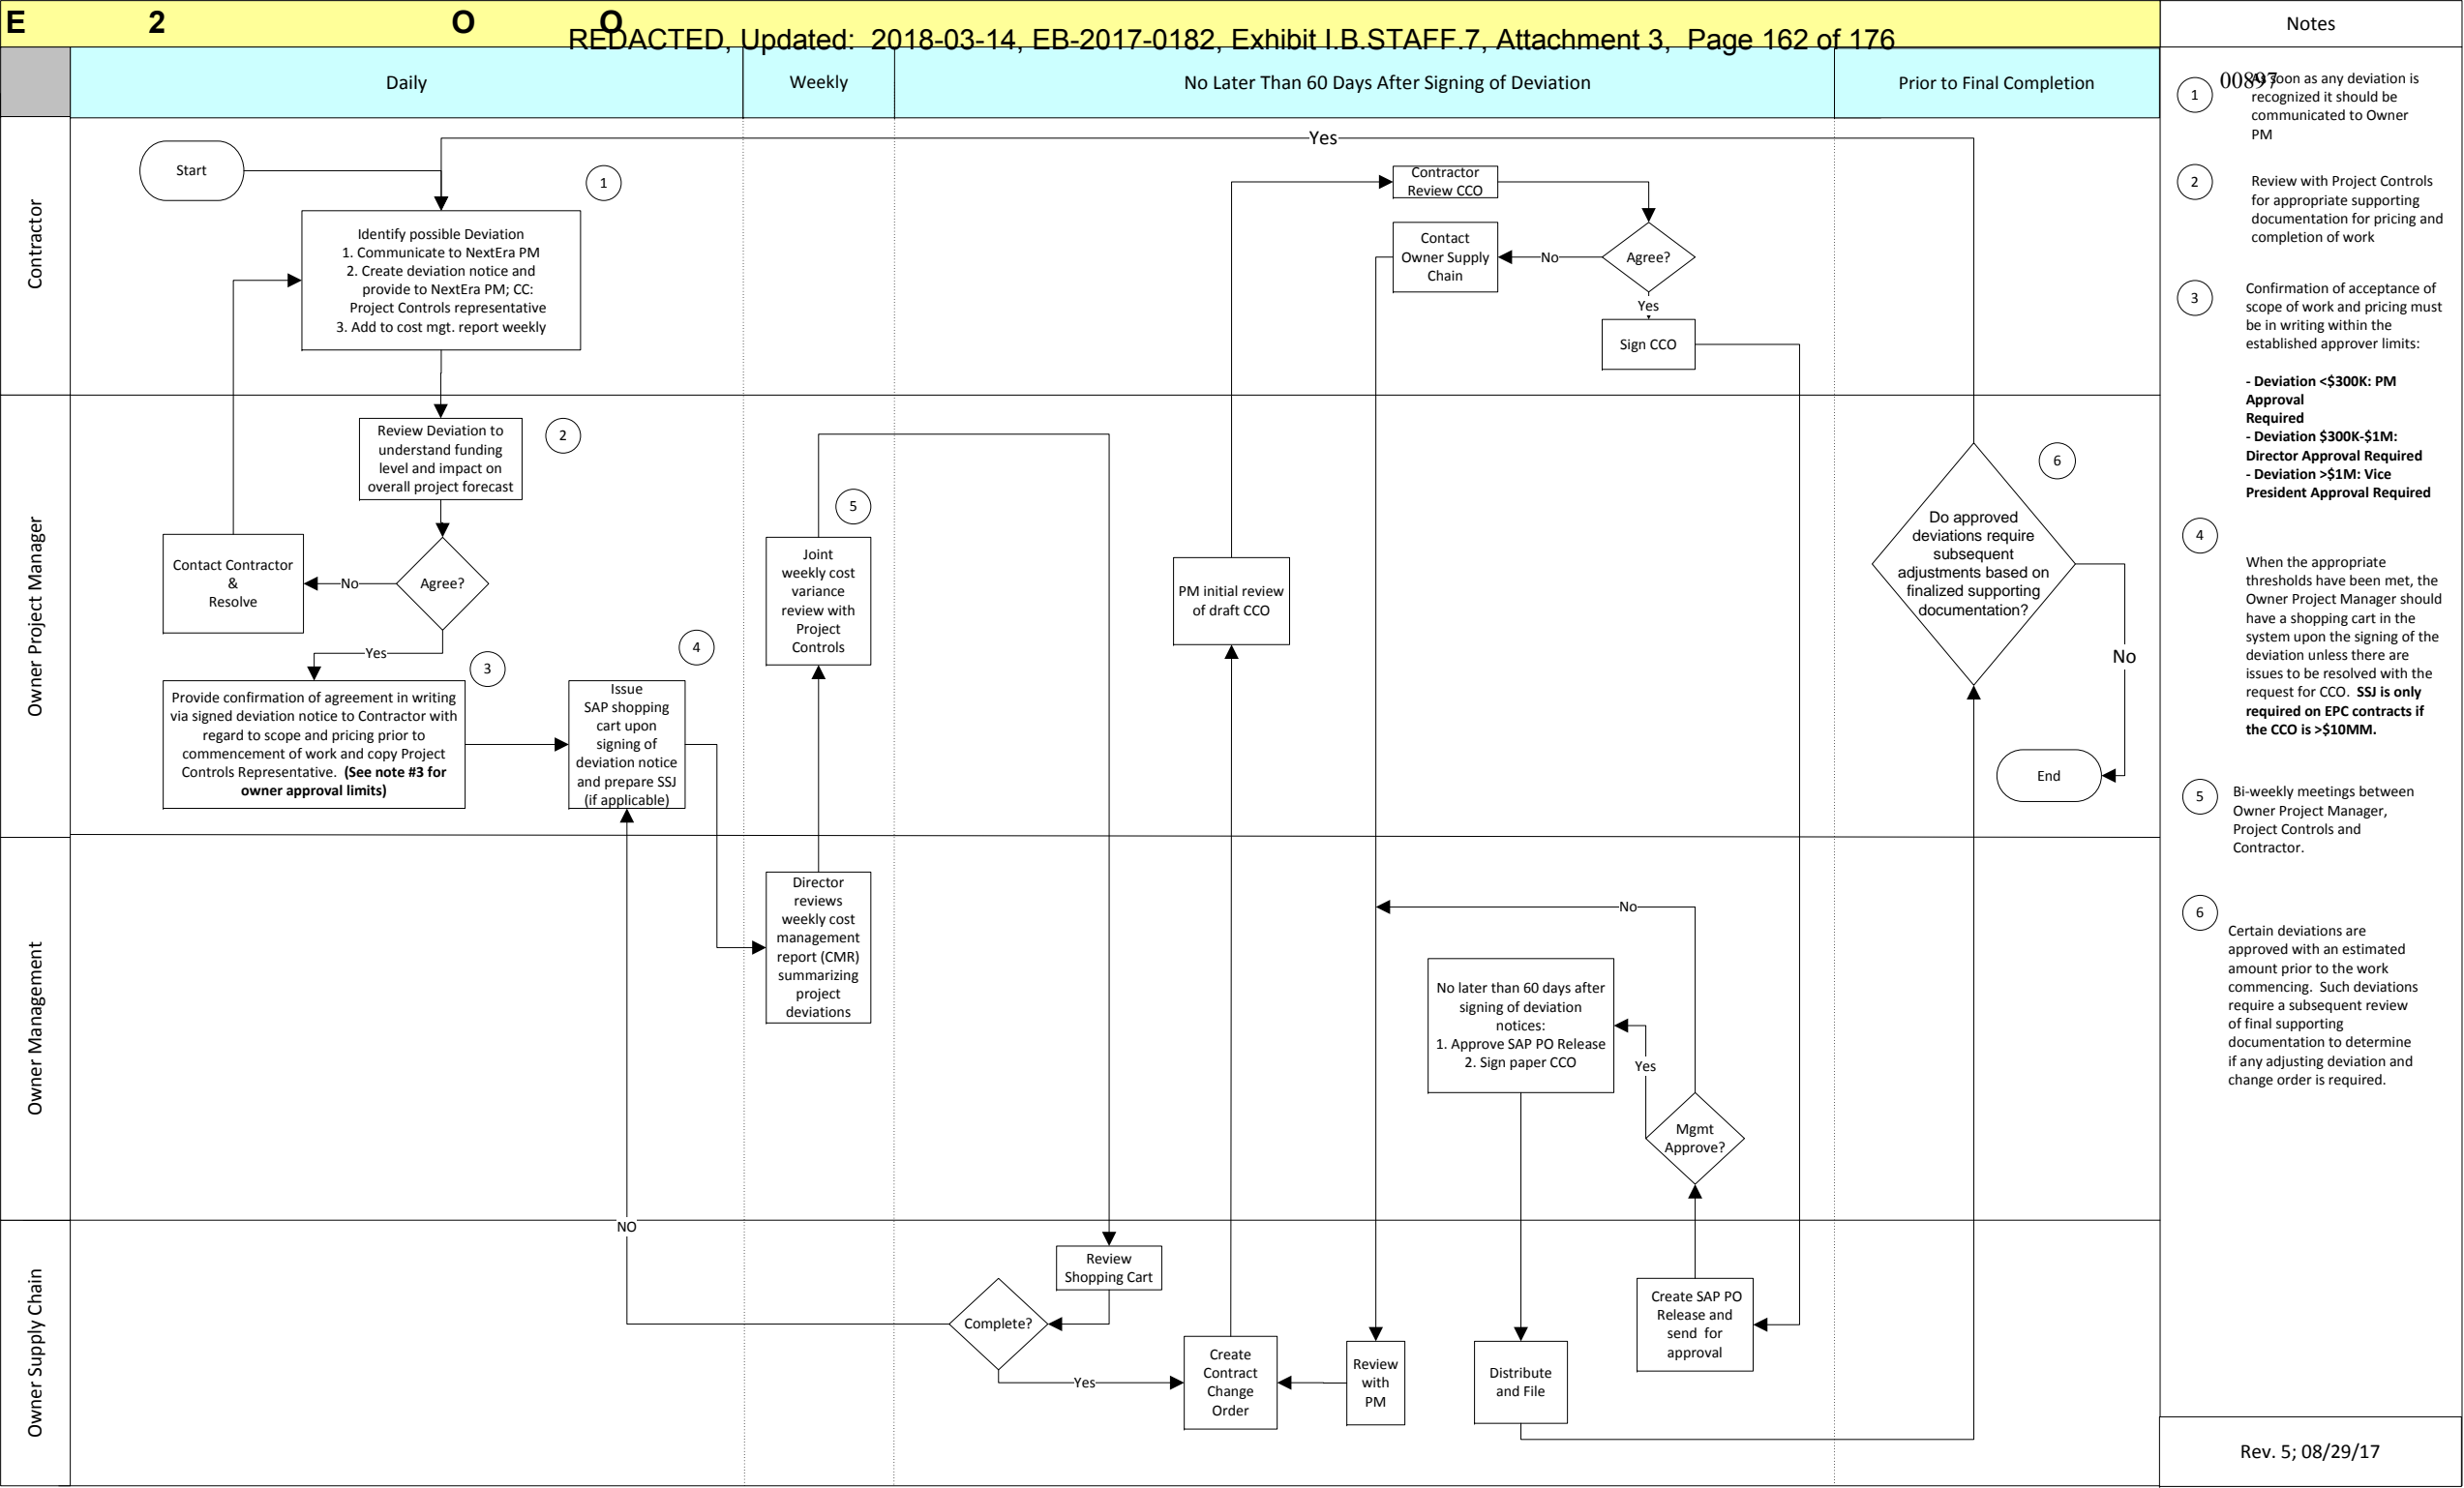 E 2 O O
REDACTED, Updated: 2018-03-14, EB-2017-0182, Exhibit I.B.STAFF.7, Attachment 3, Page 162 of 176
Notes
Daily
Weekly
No Later Than 60 Days After Signing of Deviation
Prior to Final Completion
00897
Contractor
Start
1
Identify possible Deviation
1. Communicate to NextEra PM
2. Create deviation notice and
provide to NextEra PM; CC:
Project Controls representative
3. Add to cost mgt. report weekly
Yes
Contractor
Review CCO
Agree?
No
Contact
Owner Supply
Chain
Yes
Sign CCO
Owner Project Manager
Review Deviation to
understand funding
level and impact on
overall project forecast
2
Agree?
No
Contact Contractor
&
Resolve
Yes
3
Provide confirmation of agreement in writing
via signed deviation notice to Contractor with
regard to scope and pricing prior to
commencement of work and copy Project
Controls Representative. (See note #3 for
owner approval limits)
4
Issue
SAP shopping
cart upon
signing of
deviation notice
and prepare SSJ
(if applicable)
5
Joint
weekly cost
variance
review with
Project
Controls
PM initial review
of draft CCO
6
Do approved
deviations require
subsequent
adjustments based on
finalized supporting
documentation?
No
End
Owner Management
Director
reviews
weekly cost
management
report (CMR)
summarizing
project
deviations
No
No later than 60 days after
signing of deviation
notices:
1. Approve SAP PO Release
2. Sign paper CCO
Yes
Mgmt
Approve?
Owner Supply Chain
NO
Review
Shopping Cart
Complete?
Yes
Create
Contract
Change
Order
Review
with
PM
Distribute
and File
Create SAP PO
Release and
send for
approval
1
As soon as any deviation is
recognized it should be
communicated to Owner
PM
2
Review with Project Controls
for appropriate supporting
documentation for pricing and
completion of work
3
Confirmation of acceptance of
scope of work and pricing must
be in writing within the
established approver limits:
- Deviation <$300K: PM
Approval
Required
- Deviation $300K-$1M:
Director Approval Required
- Deviation >$1M: Vice
President Approval Required
4
When the appropriate
thresholds have been met, the
Owner Project Manager should
have a shopping cart in the
system upon the signing of the
deviation unless there are
issues to be resolved with the
request for CCO. SSJ is only
required on EPC contracts if
the CCO is >$10MM.
5
Bi-weekly meetings between
Owner Project Manager,
Project Controls and
Contractor.
6
Certain deviations are
approved with an estimated
amount prior to the work
commencing. Such deviations
require a subsequent review
of final supporting
documentation to determine
if any adjusting deviation and
change order is required.
Rev. 5; 08/29/17